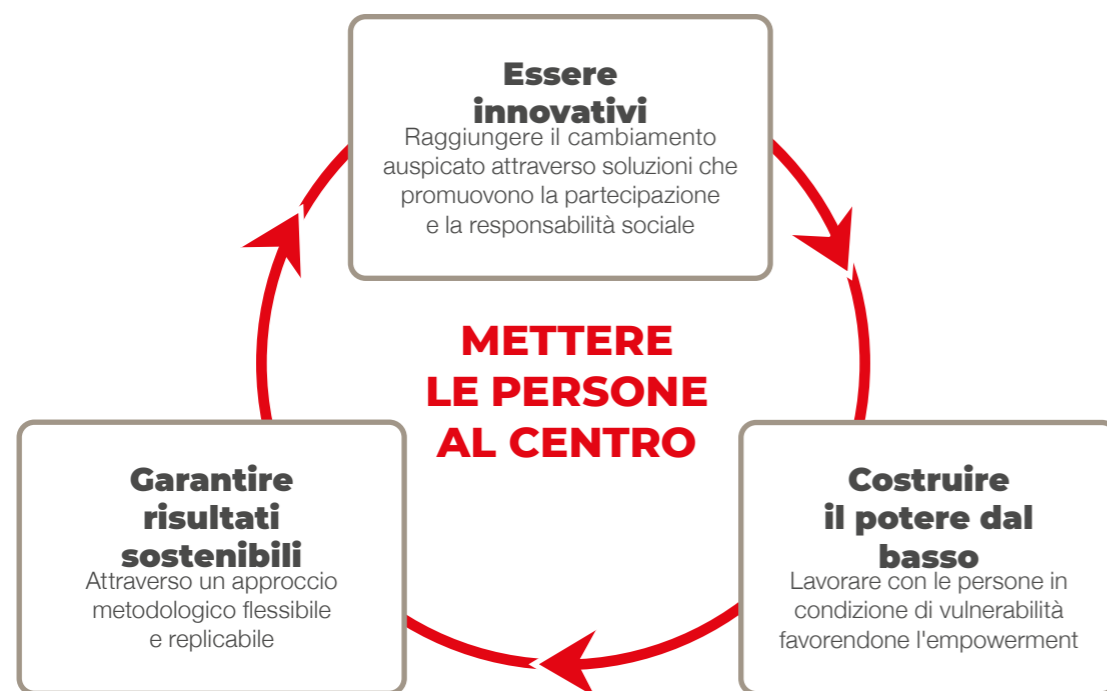 Essere
innovativi
Raggiungere il cambiamento
auspicato attraverso soluzioni che
promuovono la partecipazione
e la responsabilità sociale
METTERE
LE PERSONE
AL CENTRO
Garantire
risultati
sostenibili
Attraverso un approccio
metodologico flessibile
e replicabile
Costruire
il potere dal
basso
Lavorare con le persone in
condizione di vulnerabilità
favorendone l'empowerment